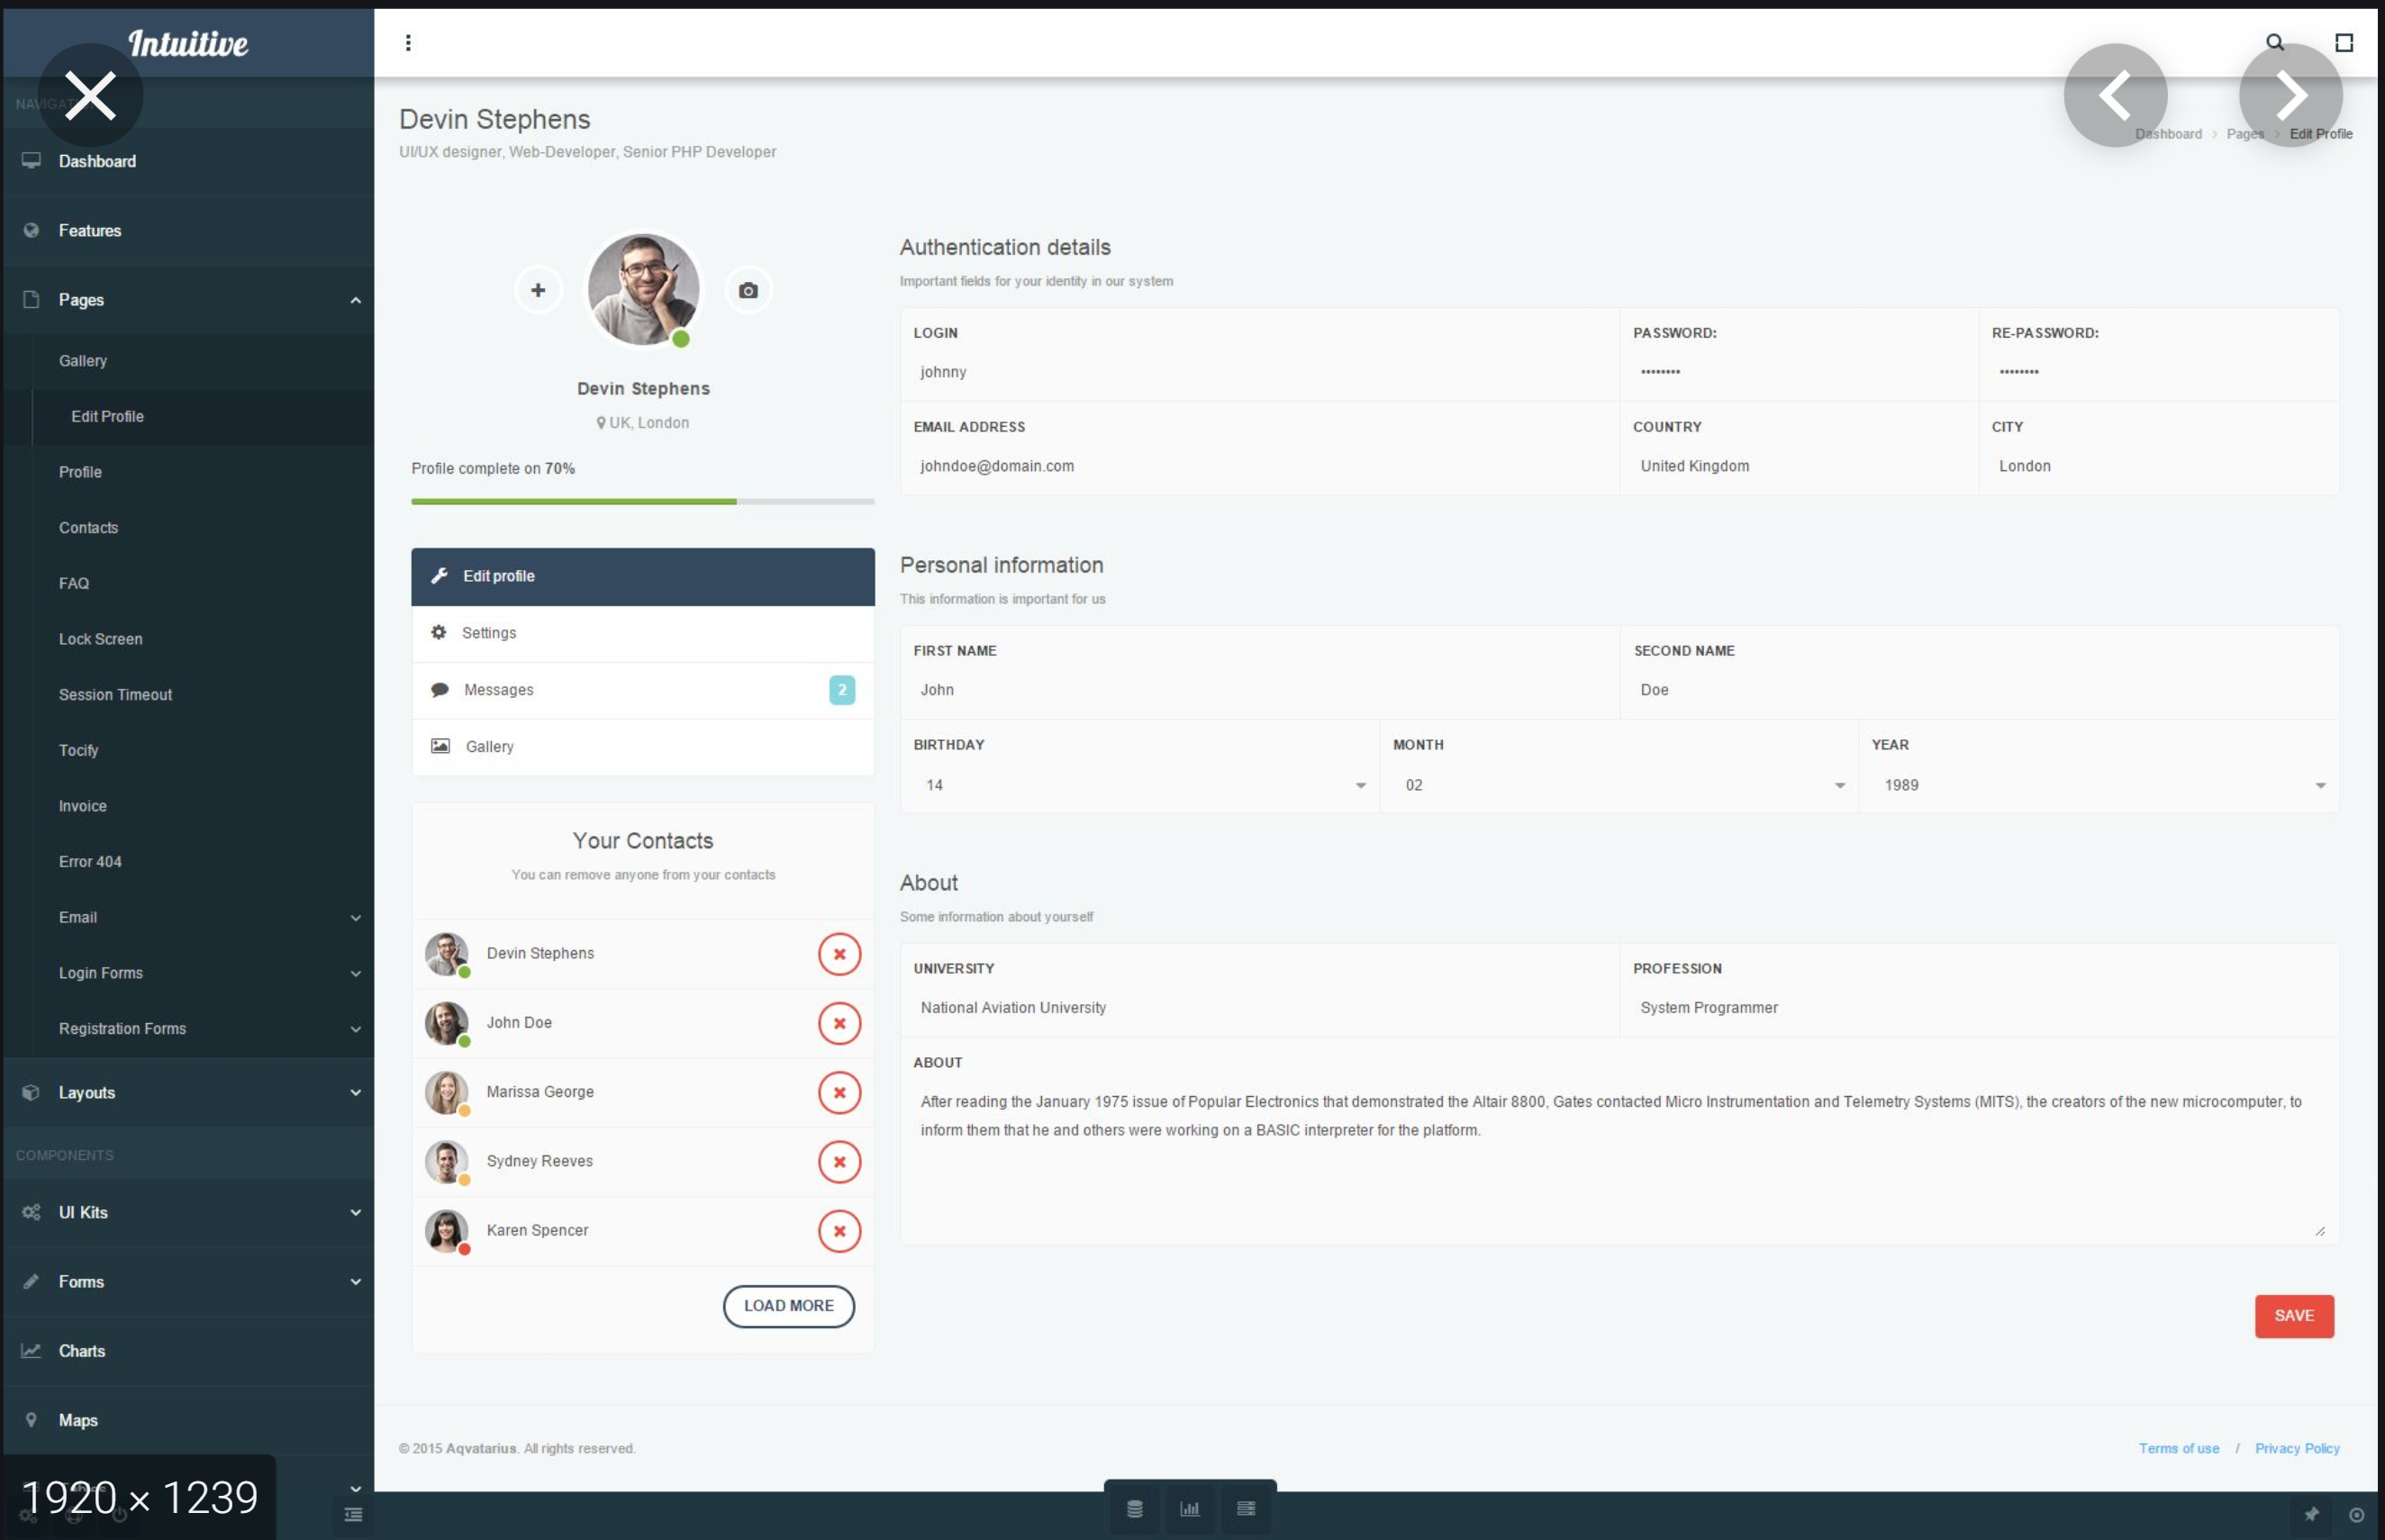 Intuitive
Dashboard
Features
Pages
Gallery
Edit Profile
Profile
Contacts
FAQ
Lock Screen
Session Timeout
Tocify
Invoice
Error 404
Email
Login Forms
Registration Forms
Layouts
COMPONENTS
UI Kits
Forms
Charts
Maps
1920 × 1239
Devin Stephens
UI/UX designer, Web-Developer, Senior PHP Developer
Dashboard > Pages > Edit Profile
Devin Stephens
UK, London
Profile complete on 70%
Edit profile
Settings
Messages 2
Gallery
Your Contacts
You can remove anyone from your contacts
Devin Stephens
John Doe
Marissa George
Sydney Reeves
Karen Spencer
LOAD MORE
Authentication details
Important fields for your identity in our system
LOGIN PASSWORD: RE-PASSWORD:
johnny •••••••• ••••••••
EMAIL ADDRESS COUNTRY CITY
johndoe@domain.com United Kingdom London
Personal information
This information is important for us
FIRST NAME SECOND NAME
John Doe
BIRTHDAY MONTH YEAR
14 02 1989
About
Some information about yourself
UNIVERSITY PROFESSION
National Aviation University System Programmer
ABOUT
After reading the January 1975 issue of Popular Electronics that demonstrated the Altair 8800, Gates contacted Micro Instrumentation and Telemetry Systems (MITS), the creators of the new microcomputer, to
inform them that he and others were working on a BASIC interpreter for the platform.
SAVE
© 2015 Aqvatarius. All rights reserved.
Terms of use / Privacy Policy